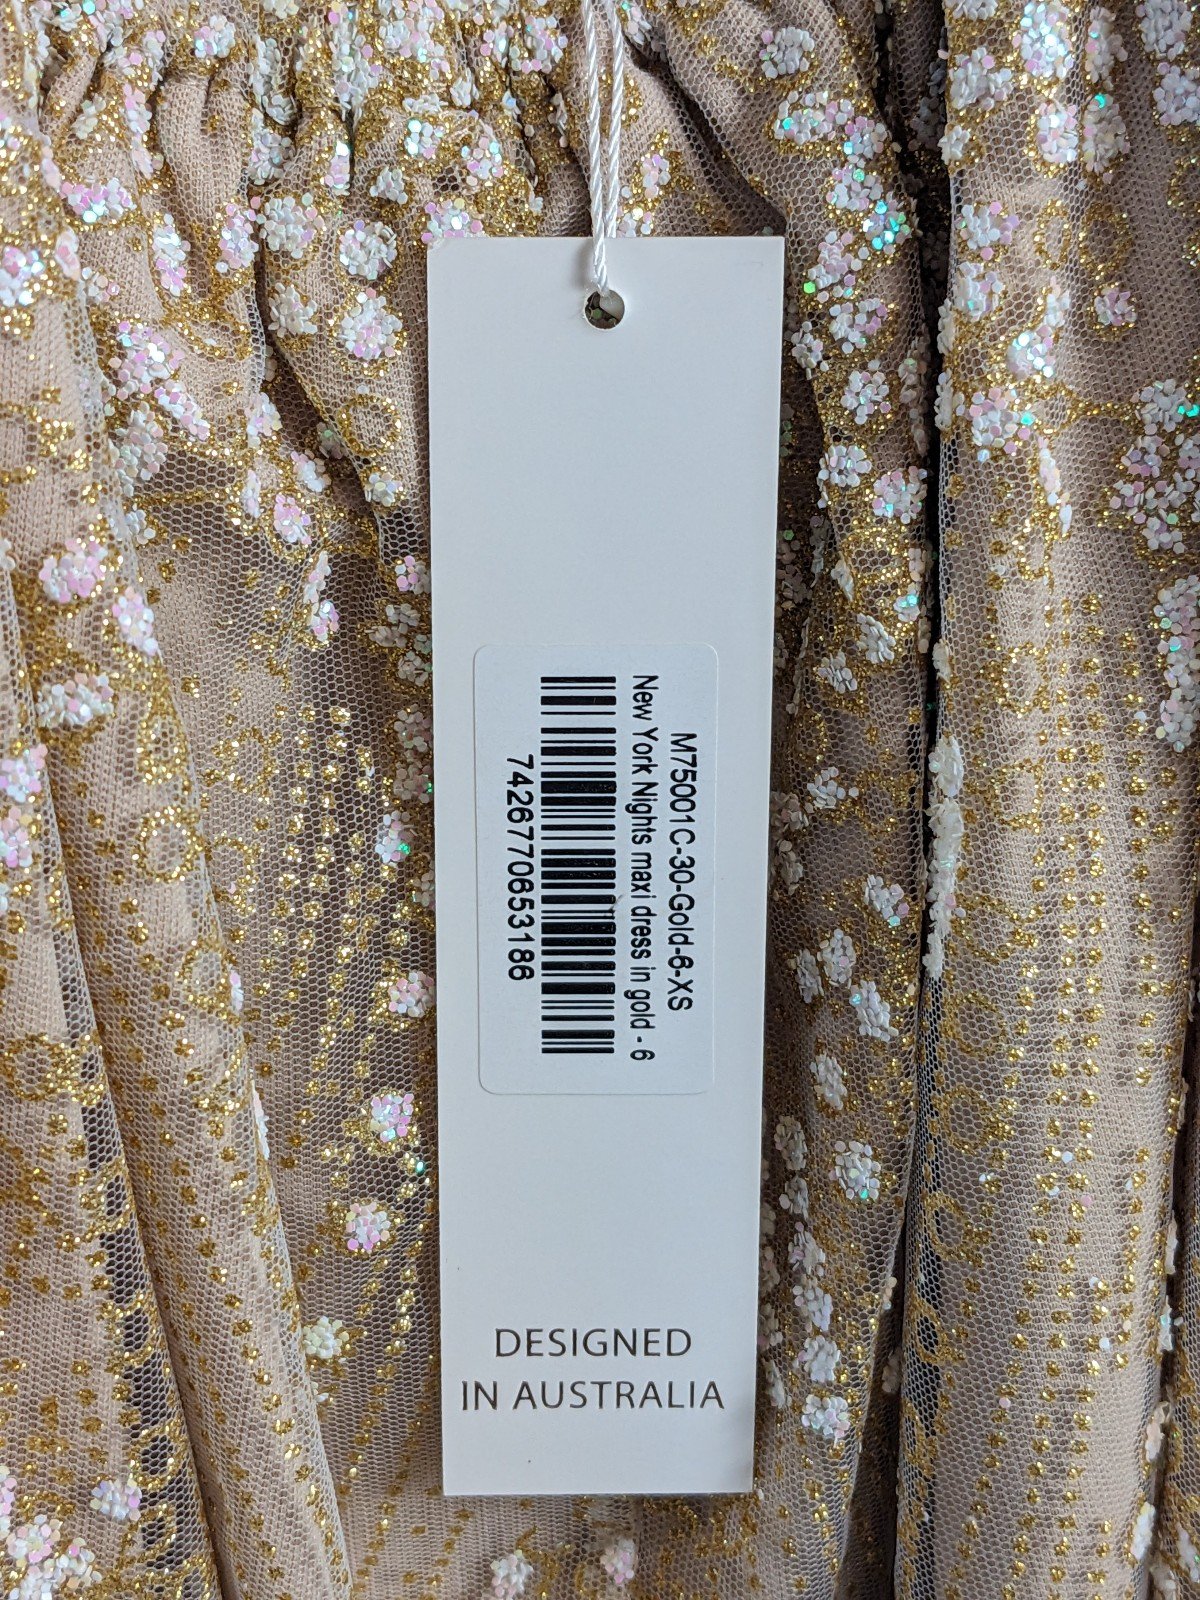 M75001C-30-Gold-6-XS
New York Nights maxi dress in gold - 6
7426770653186
DESIGNED
IN AUSTRALIA